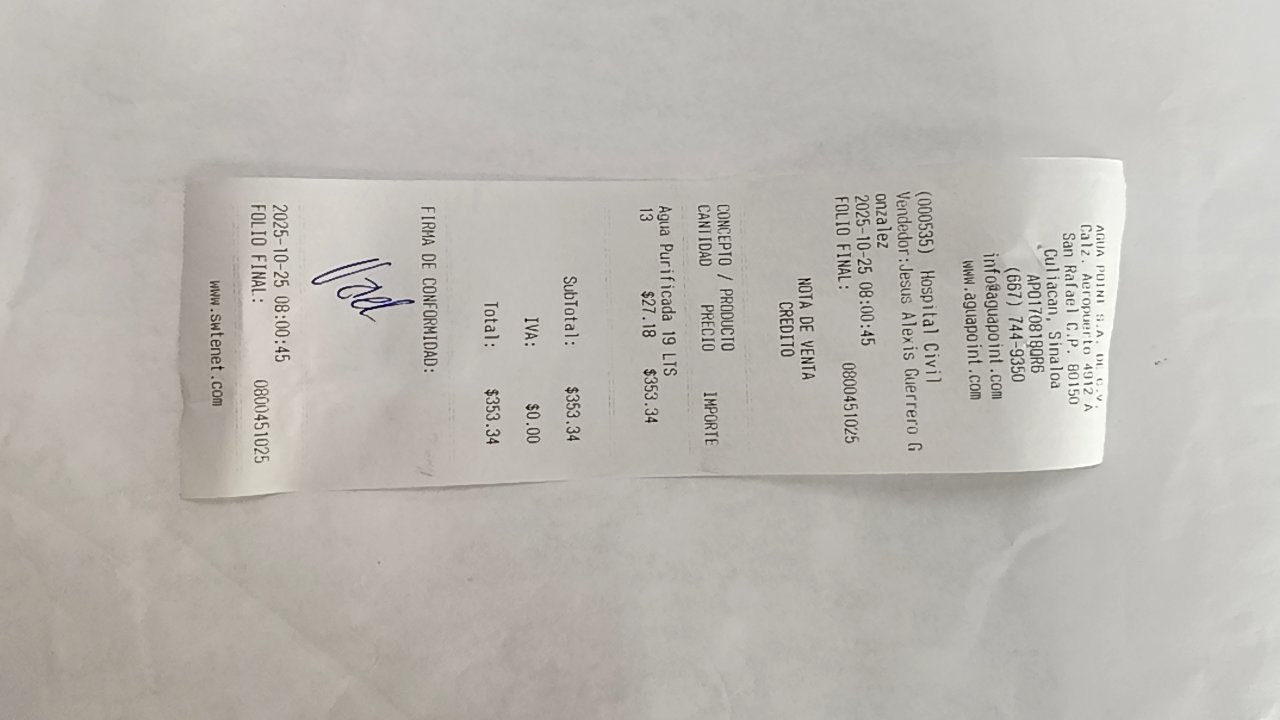 AGUA POINT S.A. DE C.V.
Calz. Aeropuerto 4912 A
San Rafael C.P. 80150
Culiacan, Sinaloa
APO170818QR6
(667) 744-9350
info@aguapoint.com
www.aguapoint.com
(000535) Hospital Civil
Vendedor:Jesus Alexis Guerrero G
onzalez
2025-10-25 08:00:45
FOLIO FINAL: 0800451025
NOTA DE VENTA
CREDITO
CONCEPTO / PRODUCTO
CANTIDAD PRECIO IMPORTE
Agua Purificada 19 LTS
13 $27.18 $353.34
SubTotal: $353.34
IVA: $0.00
Total: $353.34
FIRMA DE CONFORMIDAD:
2025-10-25 08:00:45
FOLIO FINAL: 0800451025
www.swtenet.com